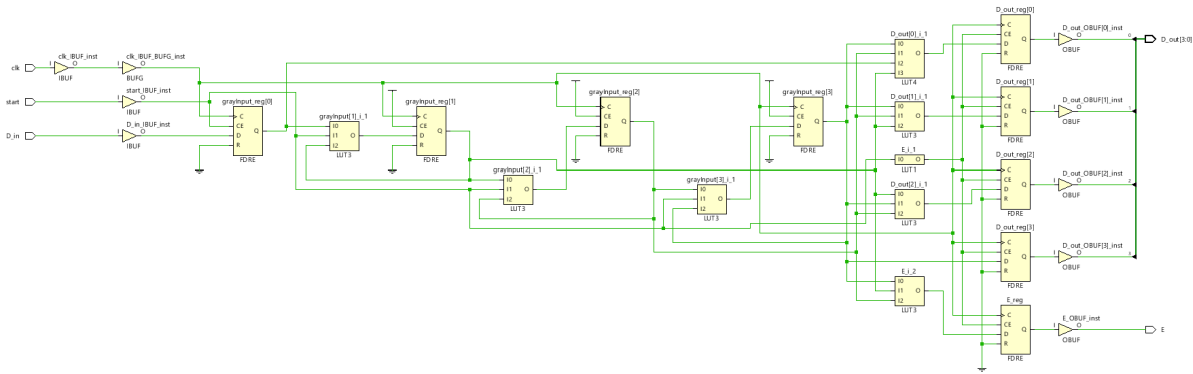 clk
clk_IBUF_inst
I
O
IBUF
clk_IBUF_BUFG_inst
I
O
BUFG
start
start_IBUF_inst
I
O
IBUF
D_in
D_in_IBUF_inst
I
O
IBUF
grayInput_reg[0]
C
CE
D
R
Q
FDRE
grayInput[1]_i_1
I0
I1
I2
O
LUT3
grayInput_reg[1]
C
CE
D
R
Q
FDRE
grayInput[2]_i_1
I0
I1
I2
O
LUT3
grayInput_reg[2]
C
CE
D
R
Q
FDRE
grayInput[3]_i_1
I0
I1
I2
O
LUT3
grayInput_reg[3]
C
CE
D
R
Q
FDRE
D_out[0]_i_1
I0
I1
I2
I3
O
LUT4
D_out[1]_i_1
I0
I1
I2
O
LUT3
E_i_1
I0
O
LUT1
D_out[2]_i_1
I0
I1
I2
O
LUT3
E_i_2
I0
I1
I2
O
LUT3
D_out_reg[0]
C
CE
D
R
Q
FDRE
D_out_reg[1]
C
CE
D
R
Q
FDRE
D_out_reg[2]
C
CE
D
R
Q
FDRE
D_out_reg[3]
C
CE
D
R
Q
FDRE
E_reg
C
CE
D
R
Q
FDRE
D_out_OBUF[0]_inst
I
O
OBUF
0
D_out[3:0]
D_out_OBUF[1]_inst
I
O
OBUF
1
D_out_OBUF[2]_inst
I
O
OBUF
2
D_out_OBUF[3]_inst
I
O
OBUF
3
E_OBUF_inst
I
O
OBUF
E